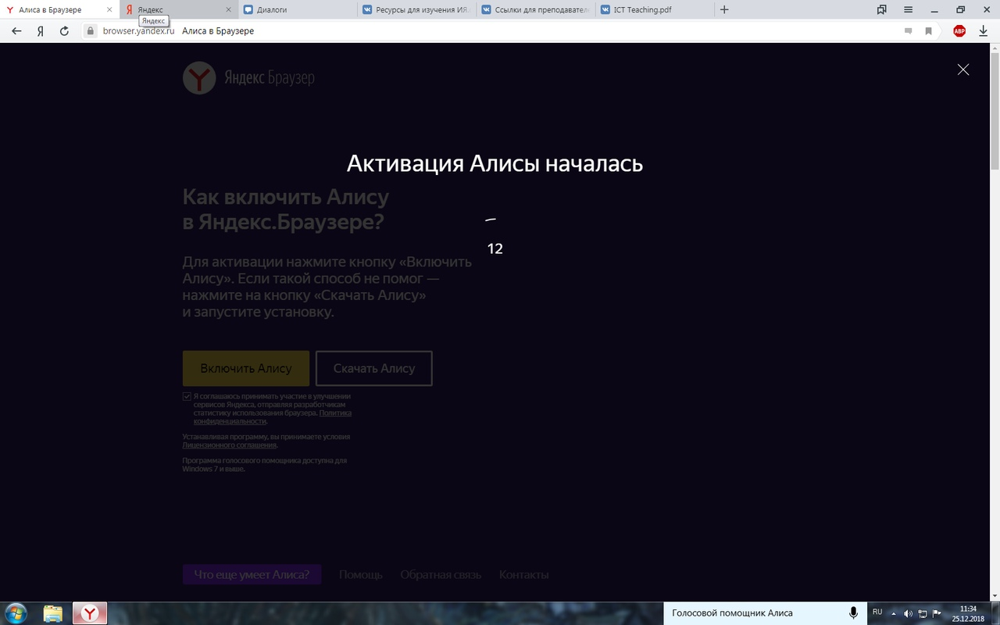 Алиса в Браузере
Яндекс
Диалоги
Ресурсы для изучения ИЯ
Ссылки для преподавател
ICT Teaching.pdf
Яндекс
browser.yandex.ru Алиса в Браузере
ABP
Яндекс Браузер
Активация Алисы началась
Как включить Алису
в Яндекс.Браузере?
12
Для активации нажмите кнопку «Включить
Алису». Если такой способ не помог —
нажмите на кнопку «Скачать Алису»
и запустите установку.
Включить Алису
Скачать Алису
Я соглашаюсь принимать участие в улучшении
сервисов Яндекса, отправляя разработчикам
статистику использования браузера. Политика
конфиденциальности.
Устанавливая программу, вы принимаете условия
Лицензионного соглашения.
Программа голосового помощника доступна для
Windows 7 и выше.
Что еще умеет Алиса?
Помощь
Обратная связь
Контакты
Голосовой помощник Алиса
RU
11:34
25.12.2018